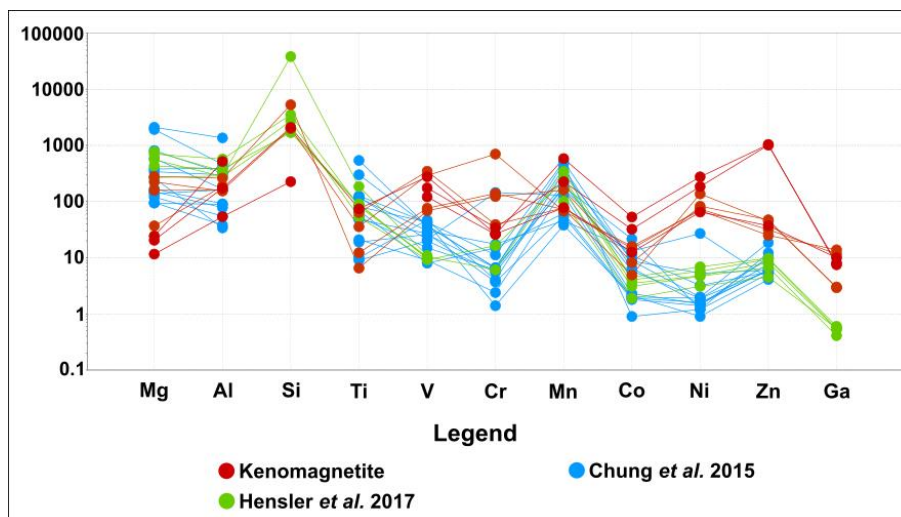 100000
10000
1000
100
10
1
0.1
Mg Al Si Ti V Cr Mn Co Ni Zn Ga
Legend
Kenomagnetite Chung et al. 2015
Hensler et al. 2017